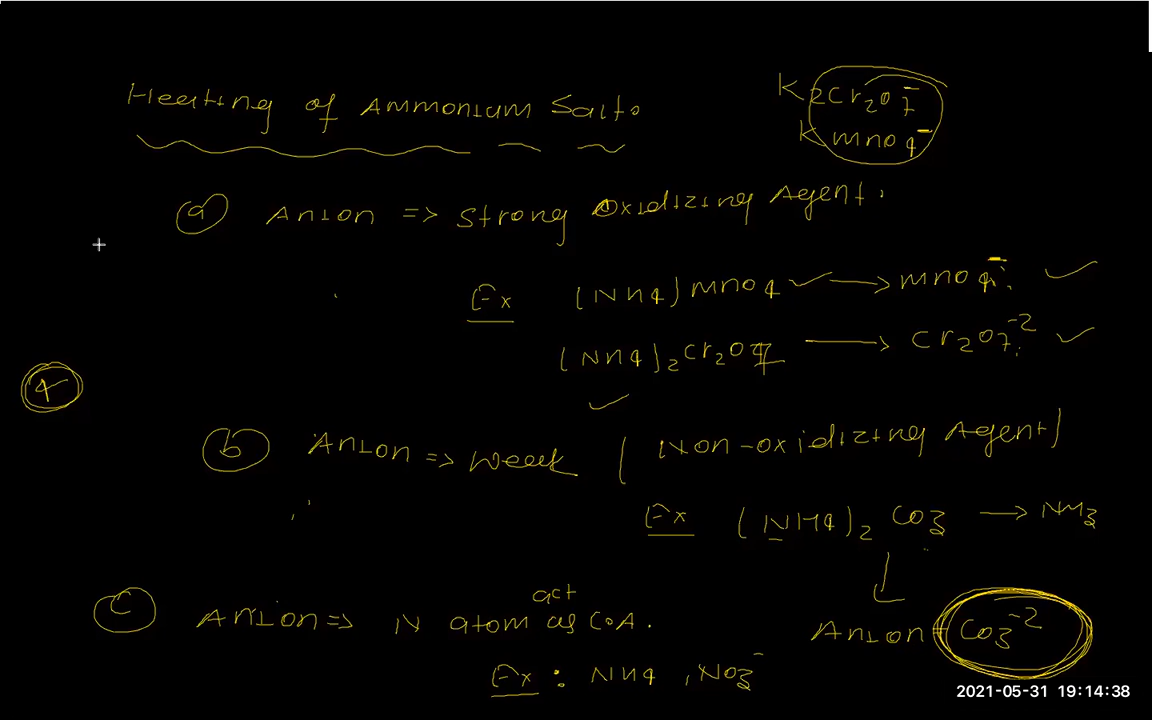 Heating of Ammonium Salt.
K2Cr2O7-
KMnO4-
a Anion => Strong Oxidizing Agent.
Ex (NH4)MnO4 → MnO4-.
(NH4)2Cr2O7 → Cr2O7-2
4
b Anion => Weak (Non-oxidizing Agent)
Ex (NH4)2 CO3 → NH3
Anion - CO3-2
c Anion => N atom act as C.A.
Ex : NH4 , NO3-
2021-05-31 19:14:38